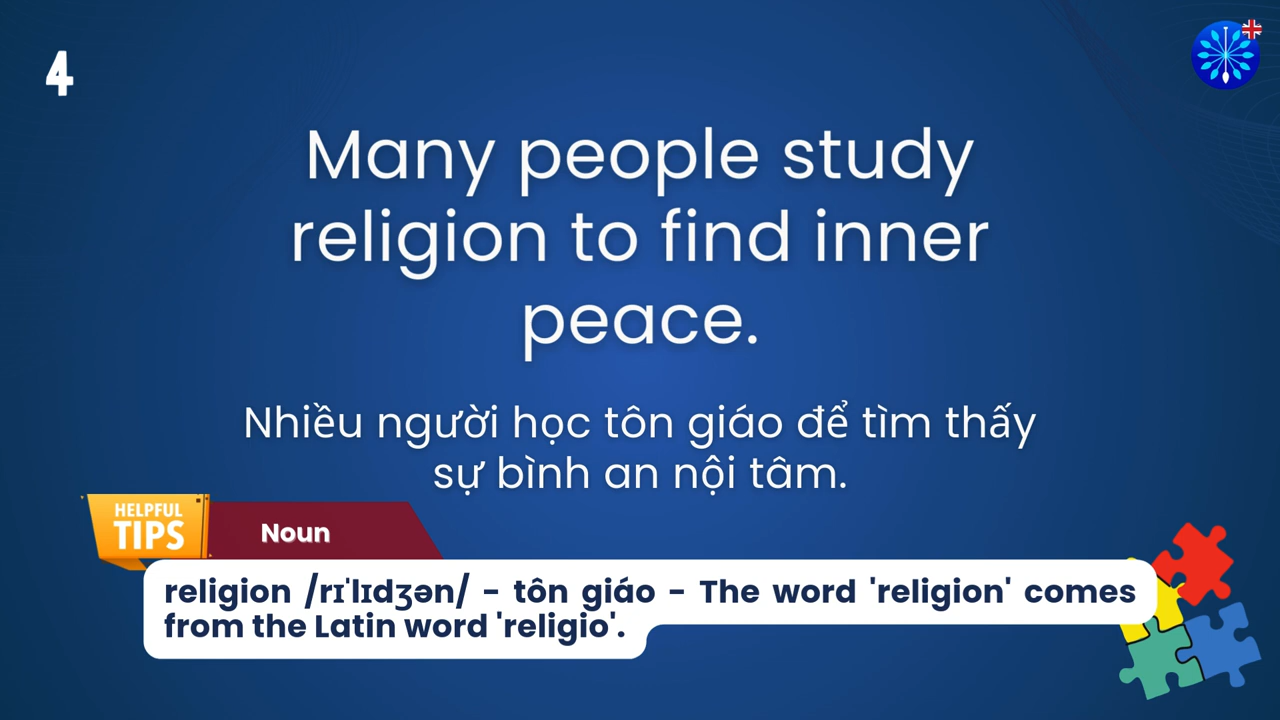 4
Many people study
religion to find inner
peace.
Nhiều người học tôn giáo để tìm thấy
sự bình an nội tâm.
HELPFUL
TIPS
Noun
religion /rɪˈlɪdʒən/ - tôn giáo - The word 'religion' comes
from the Latin word 'religio'.